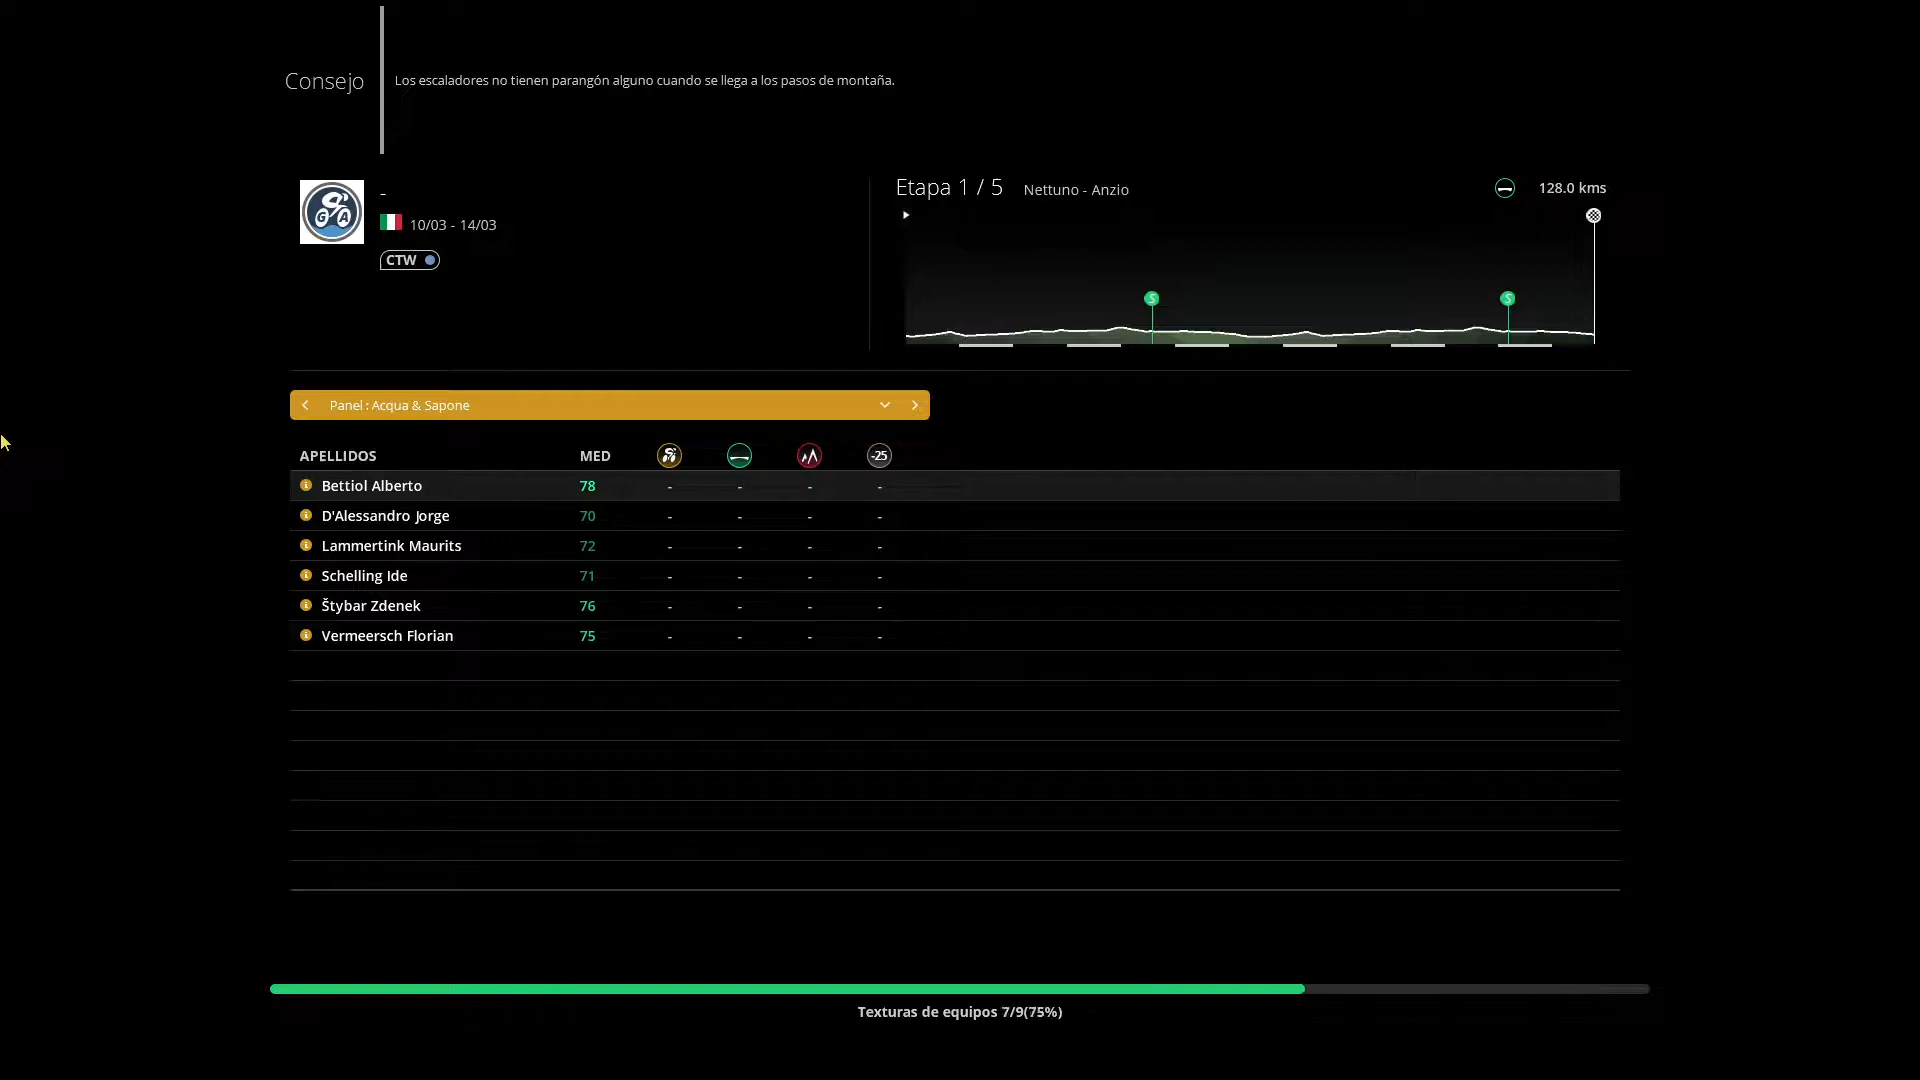 Consejo
Los escaladores no tienen parangón alguno cuando se llega a los pasos de montaña.
G A
-
10/03 - 14/03
CTW
Etapa 1 / 5 Nettuno - Anzio 128.0 kms
S S
Panel : Acqua & Sapone
APELLIDOS MED -25
Bettiol Alberto 78 - - - -
D'Alessandro Jorge 70 - - - -
Lammertink Maurits 72 - - - -
Schelling Ide 71 - - - -
Štybar Zdenek 76 - - - -
Vermeersch Florian 75 - - - -
Texturas de equipos 7/9(75%)